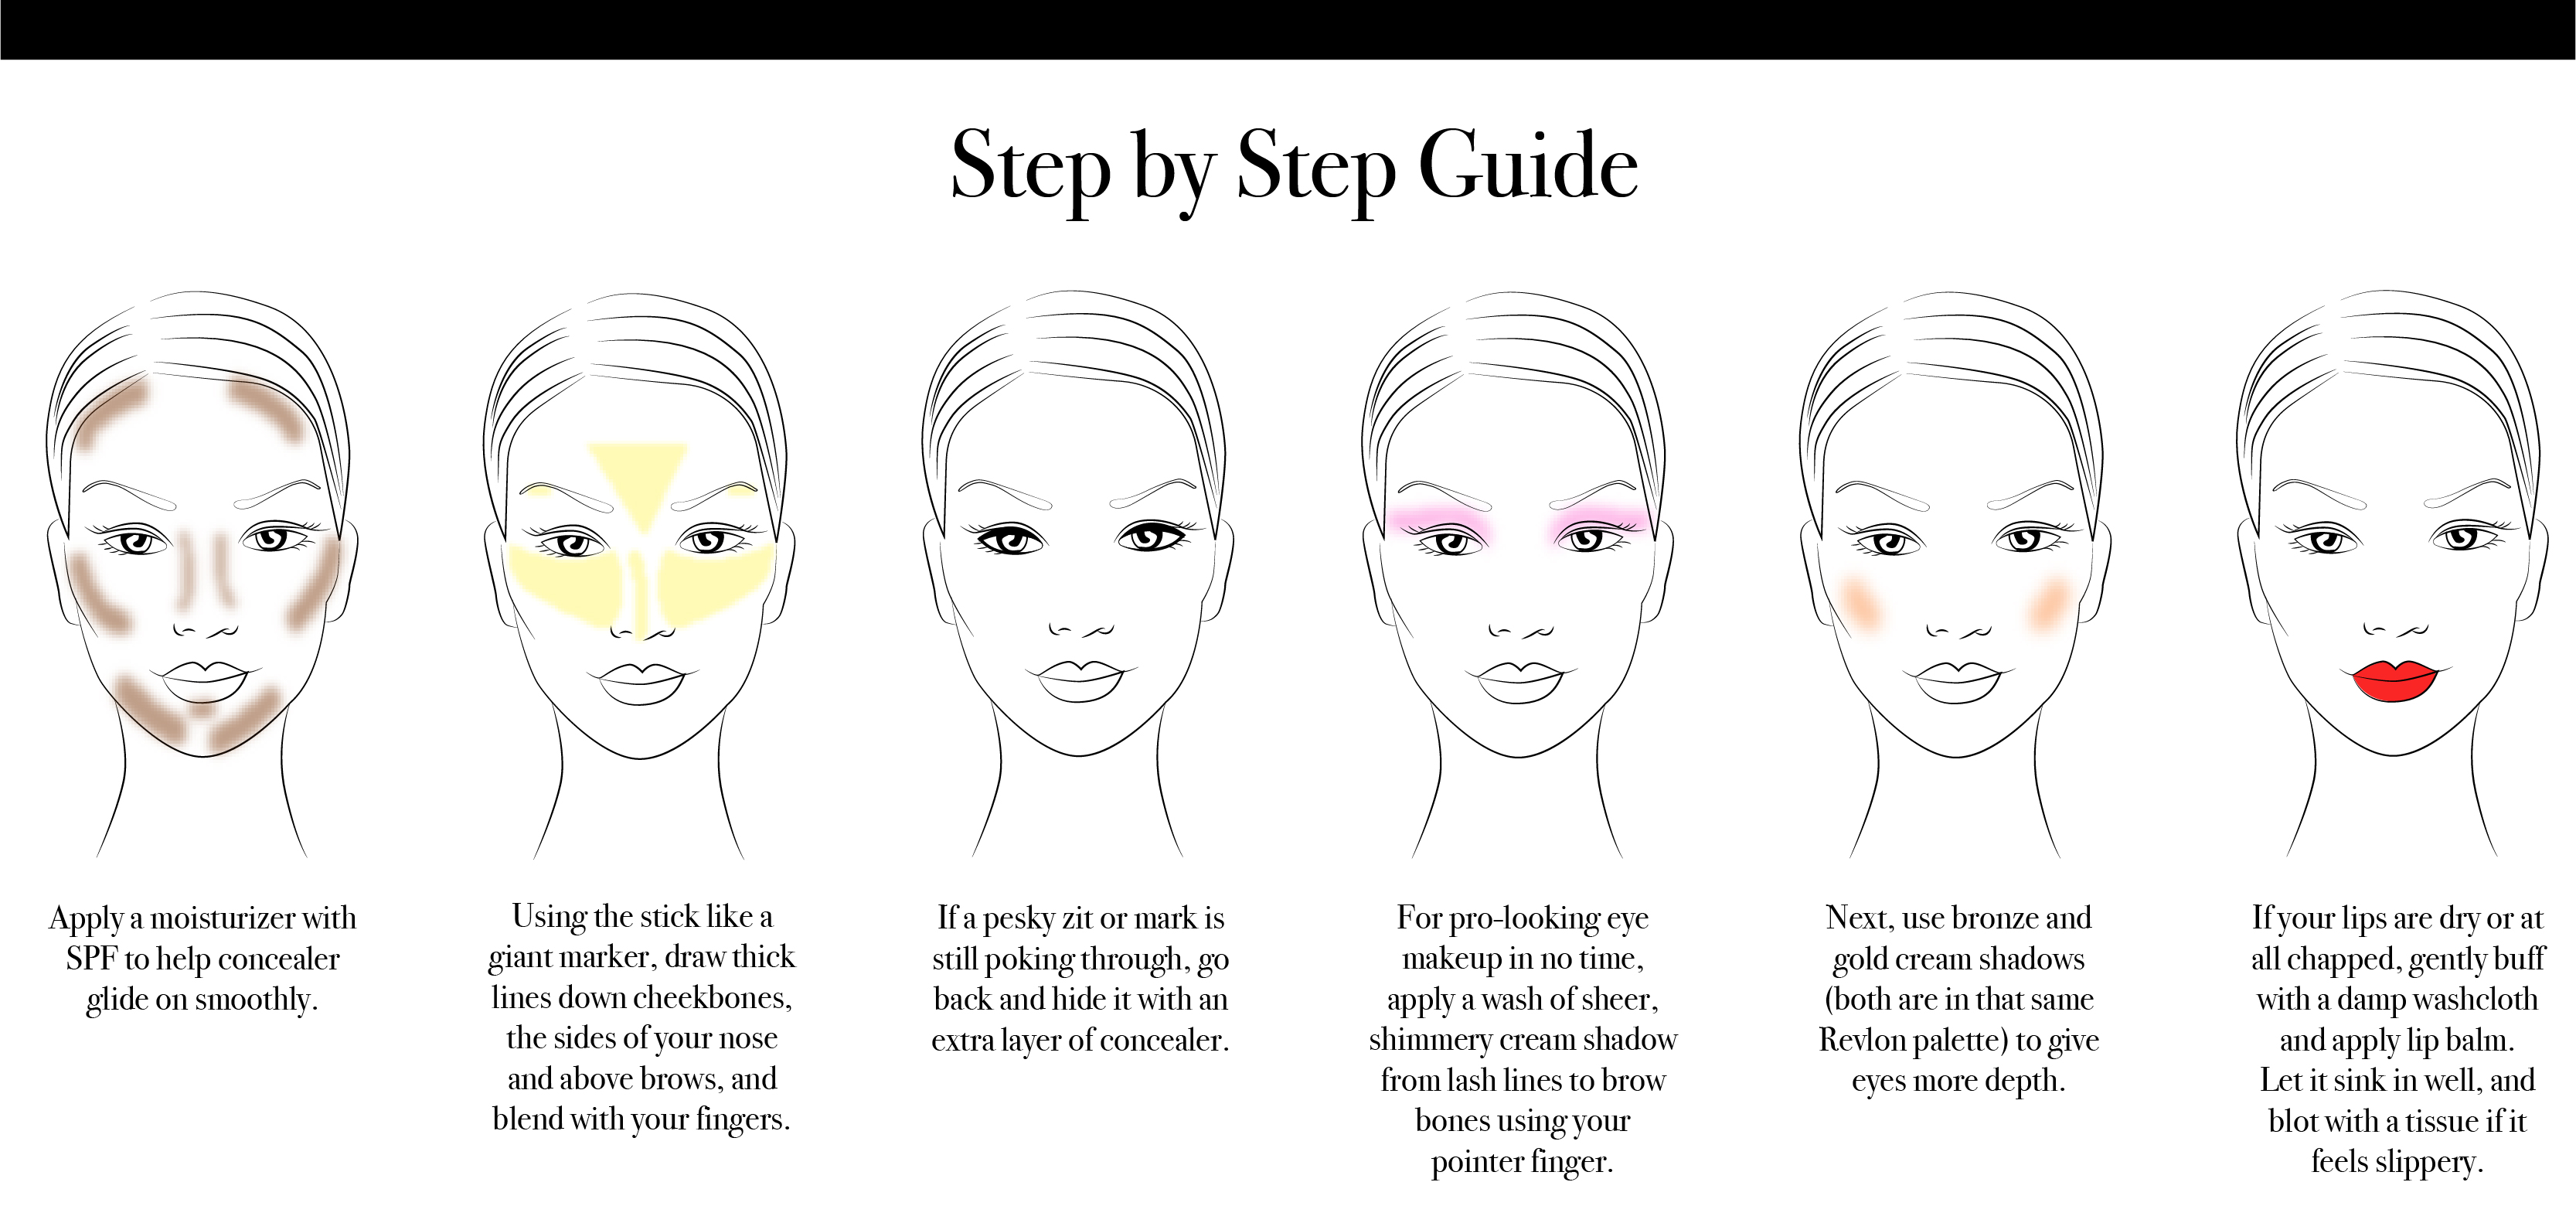 Step by Step Guide
Apply a moisturizer with
SPF to help concealer
glide on smoothly.
Using the stick like a
giant marker, draw thick
lines down cheekbones,
the sides of your nose
and above brows, and
blend with your fingers.
If a pesky zit or mark is
still poking through, go
back and hide it with an
extra layer of concealer.
For pro-looking eye
makeup in no time,
apply a wash of sheer,
shimmery cream shadow
from lash lines to brow
bones using your
pointer finger.
Next, use bronze and
gold cream shadows
(both are in that same
Revlon palette) to give
eyes more depth.
If your lips are dry or at
all chapped, gently buff
with a damp washcloth
and apply lip balm.
Let it sink in well, and
blot with a tissue if it
feels slippery.